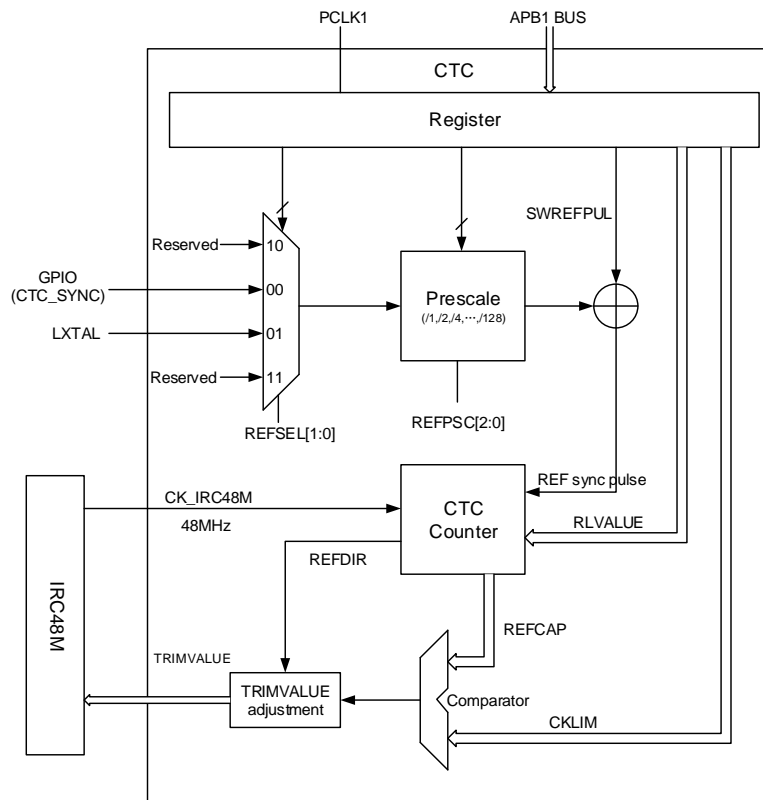 PCLK1
APB1 BUS
CTC
Register
SWREFPUL
Reserved
10
GPIO
(CTC_SYNC)
00
Prescale
(/1,/2,/4,···,/128)
LXTAL
01
Reserved
11
REFSEL[1:0]
REFPSC[2:0]
CK_IRC48M
48MHz
CTC
Counter
REF sync pulse
RLVALUE
REFDIR
IRC48M
REFCAP
TRIMVALUE
TRIMVALUE
adjustment
Comparator
CKLIM